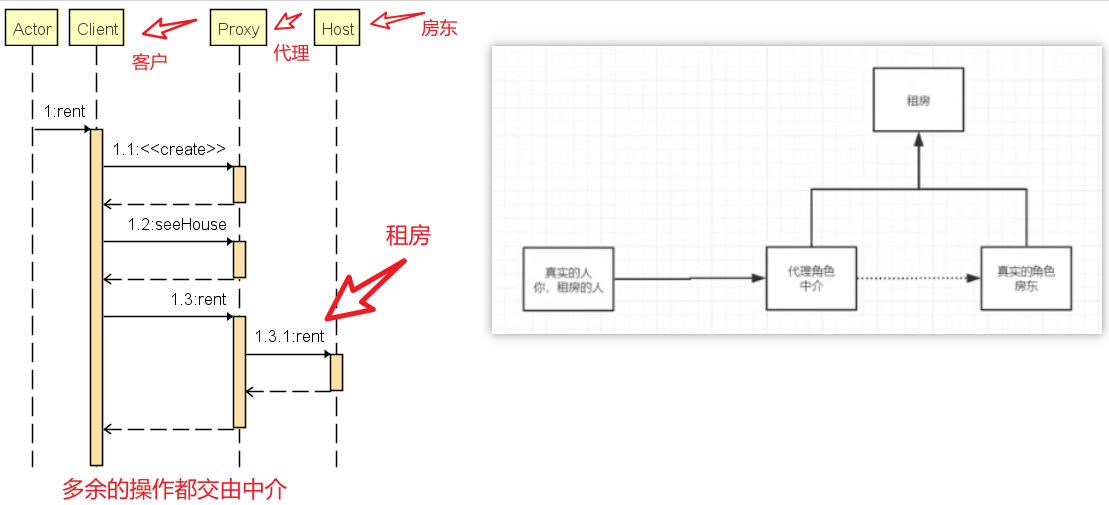 Actor
Client
Proxy
Host
客户
代理
房东
1:rent
1.1:<<create>>
1.2:seeHouse
租房
1.3:rent
1.3.1:rent
多余的操作都交由中介
租房
真实的人
你，租房的人
代理角色
中介
真实的角色
房东